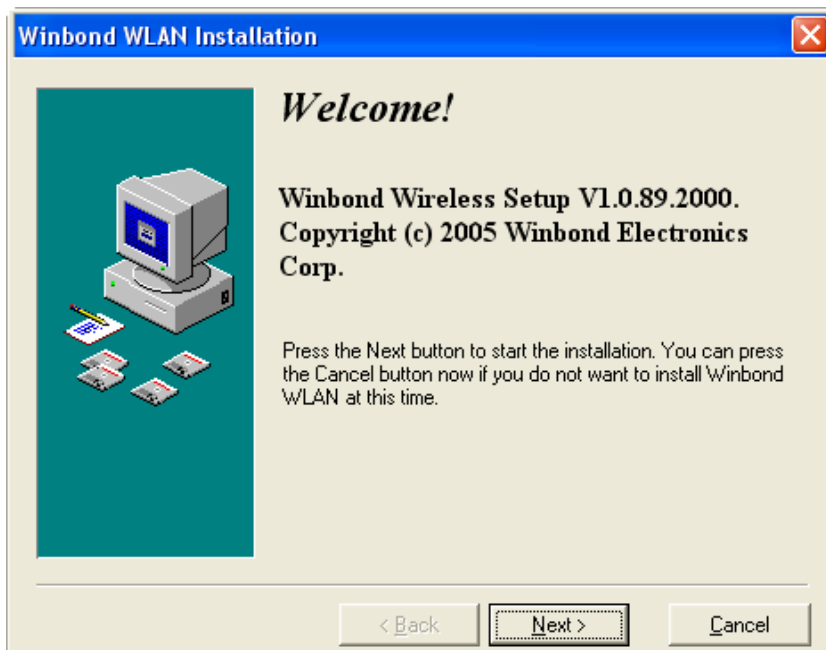 Winbond WLAN Installation
Welcome!
Winbond Wireless Setup V1.0.89.2000.
Copyright (c) 2005 Winbond Electronics
Corp.
Press the Next button to start the installation. You can press
the Cancel button now if you do not want to install Winbond
WLAN at this time.
< Back
Next >
Cancel